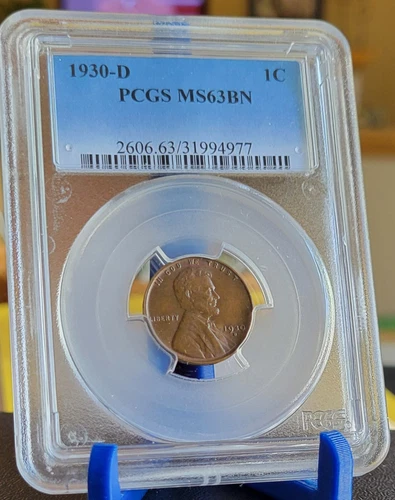 1930-D 1C
PCGS MS63BN
2606.63/31994977
IN GOD WE TRUST
LIBERTY 1930
D
PCGS